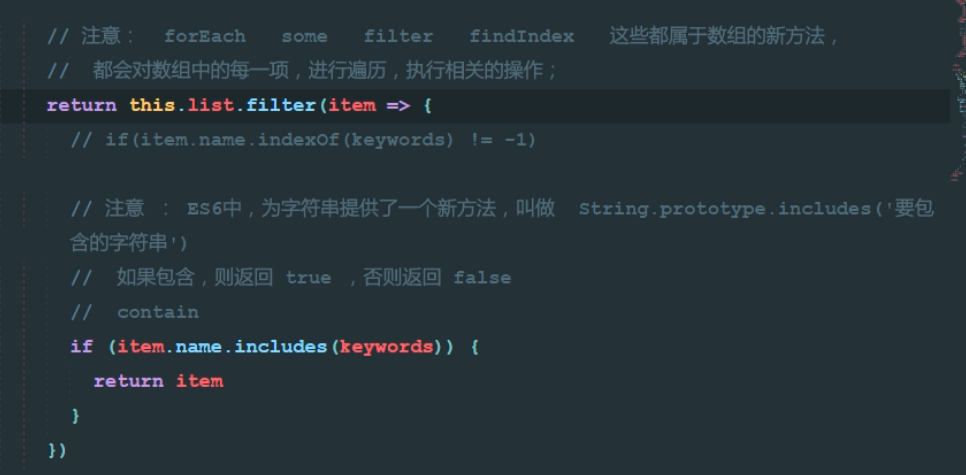 // 注意： forEach some filter findIndex 这些都属于数组的新方法，
// 都会对数组中的每一项，进行遍历，执行相关的操作；
return this.list.filter(item => {
// if(item.name.indexOf(keywords) != -1)
// 注意 ： ES6中，为字符串提供了一个新方法，叫做 String.prototype.includes('要包
含的字符串')
// 如果包含，则返回 true ，否则返回 false
// contain
if (item.name.includes(keywords)) {
return item
}
})